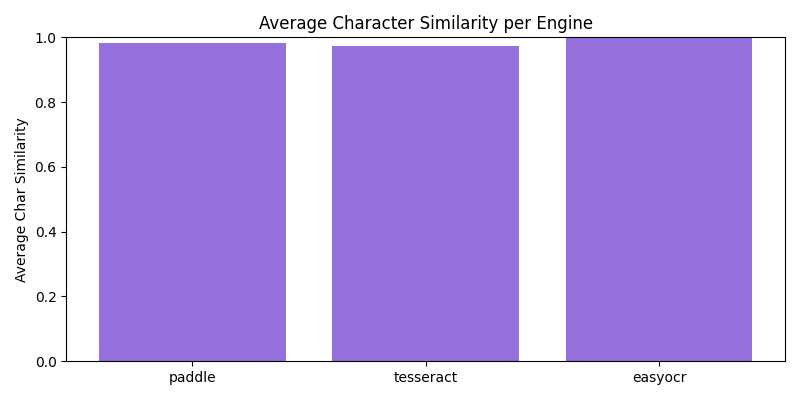 Average Character Similarity per Engine
Average Char Similarity
1.0
0.8
0.6
0.4
0.2
0.0
paddle tesseract easyocr